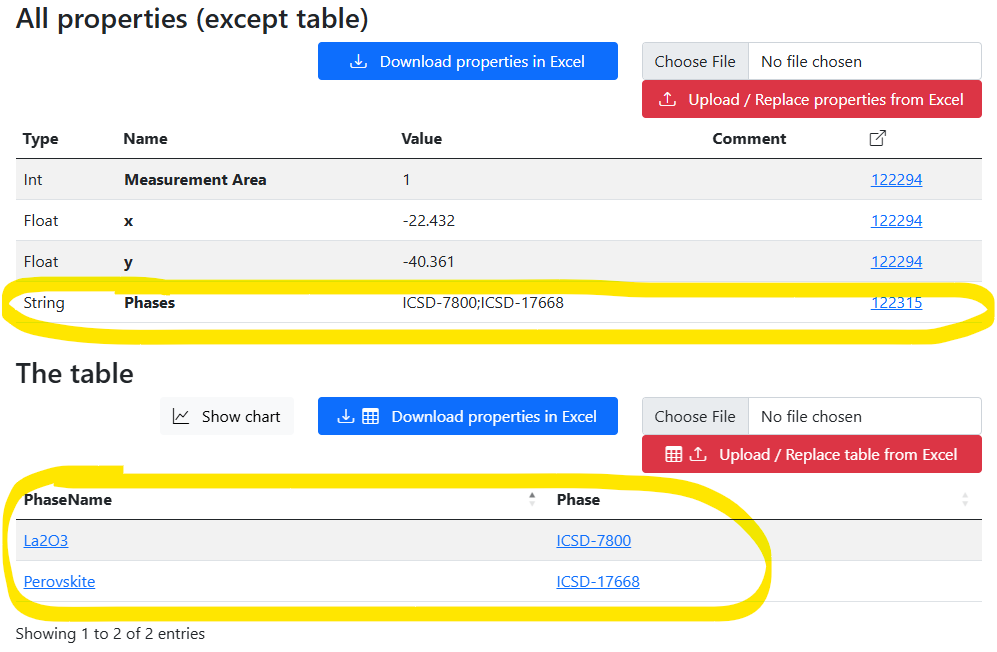 All properties (except table)
Download properties in Excel
Choose File No file chosen
Upload / Replace properties from Excel
Type Name Value Comment
Int Measurement Area 1 122294
Float x -22.432 122294
Float y -40.361 122294
String Phases ICSD-7800;ICSD-17668 122315
The table
Show chart Download properties in Excel Choose File No file chosen
Upload / Replace table from Excel
PhaseName Phase
La2O3 ICSD-7800
Perovskite ICSD-17668
Showing 1 to 2 of 2 entries